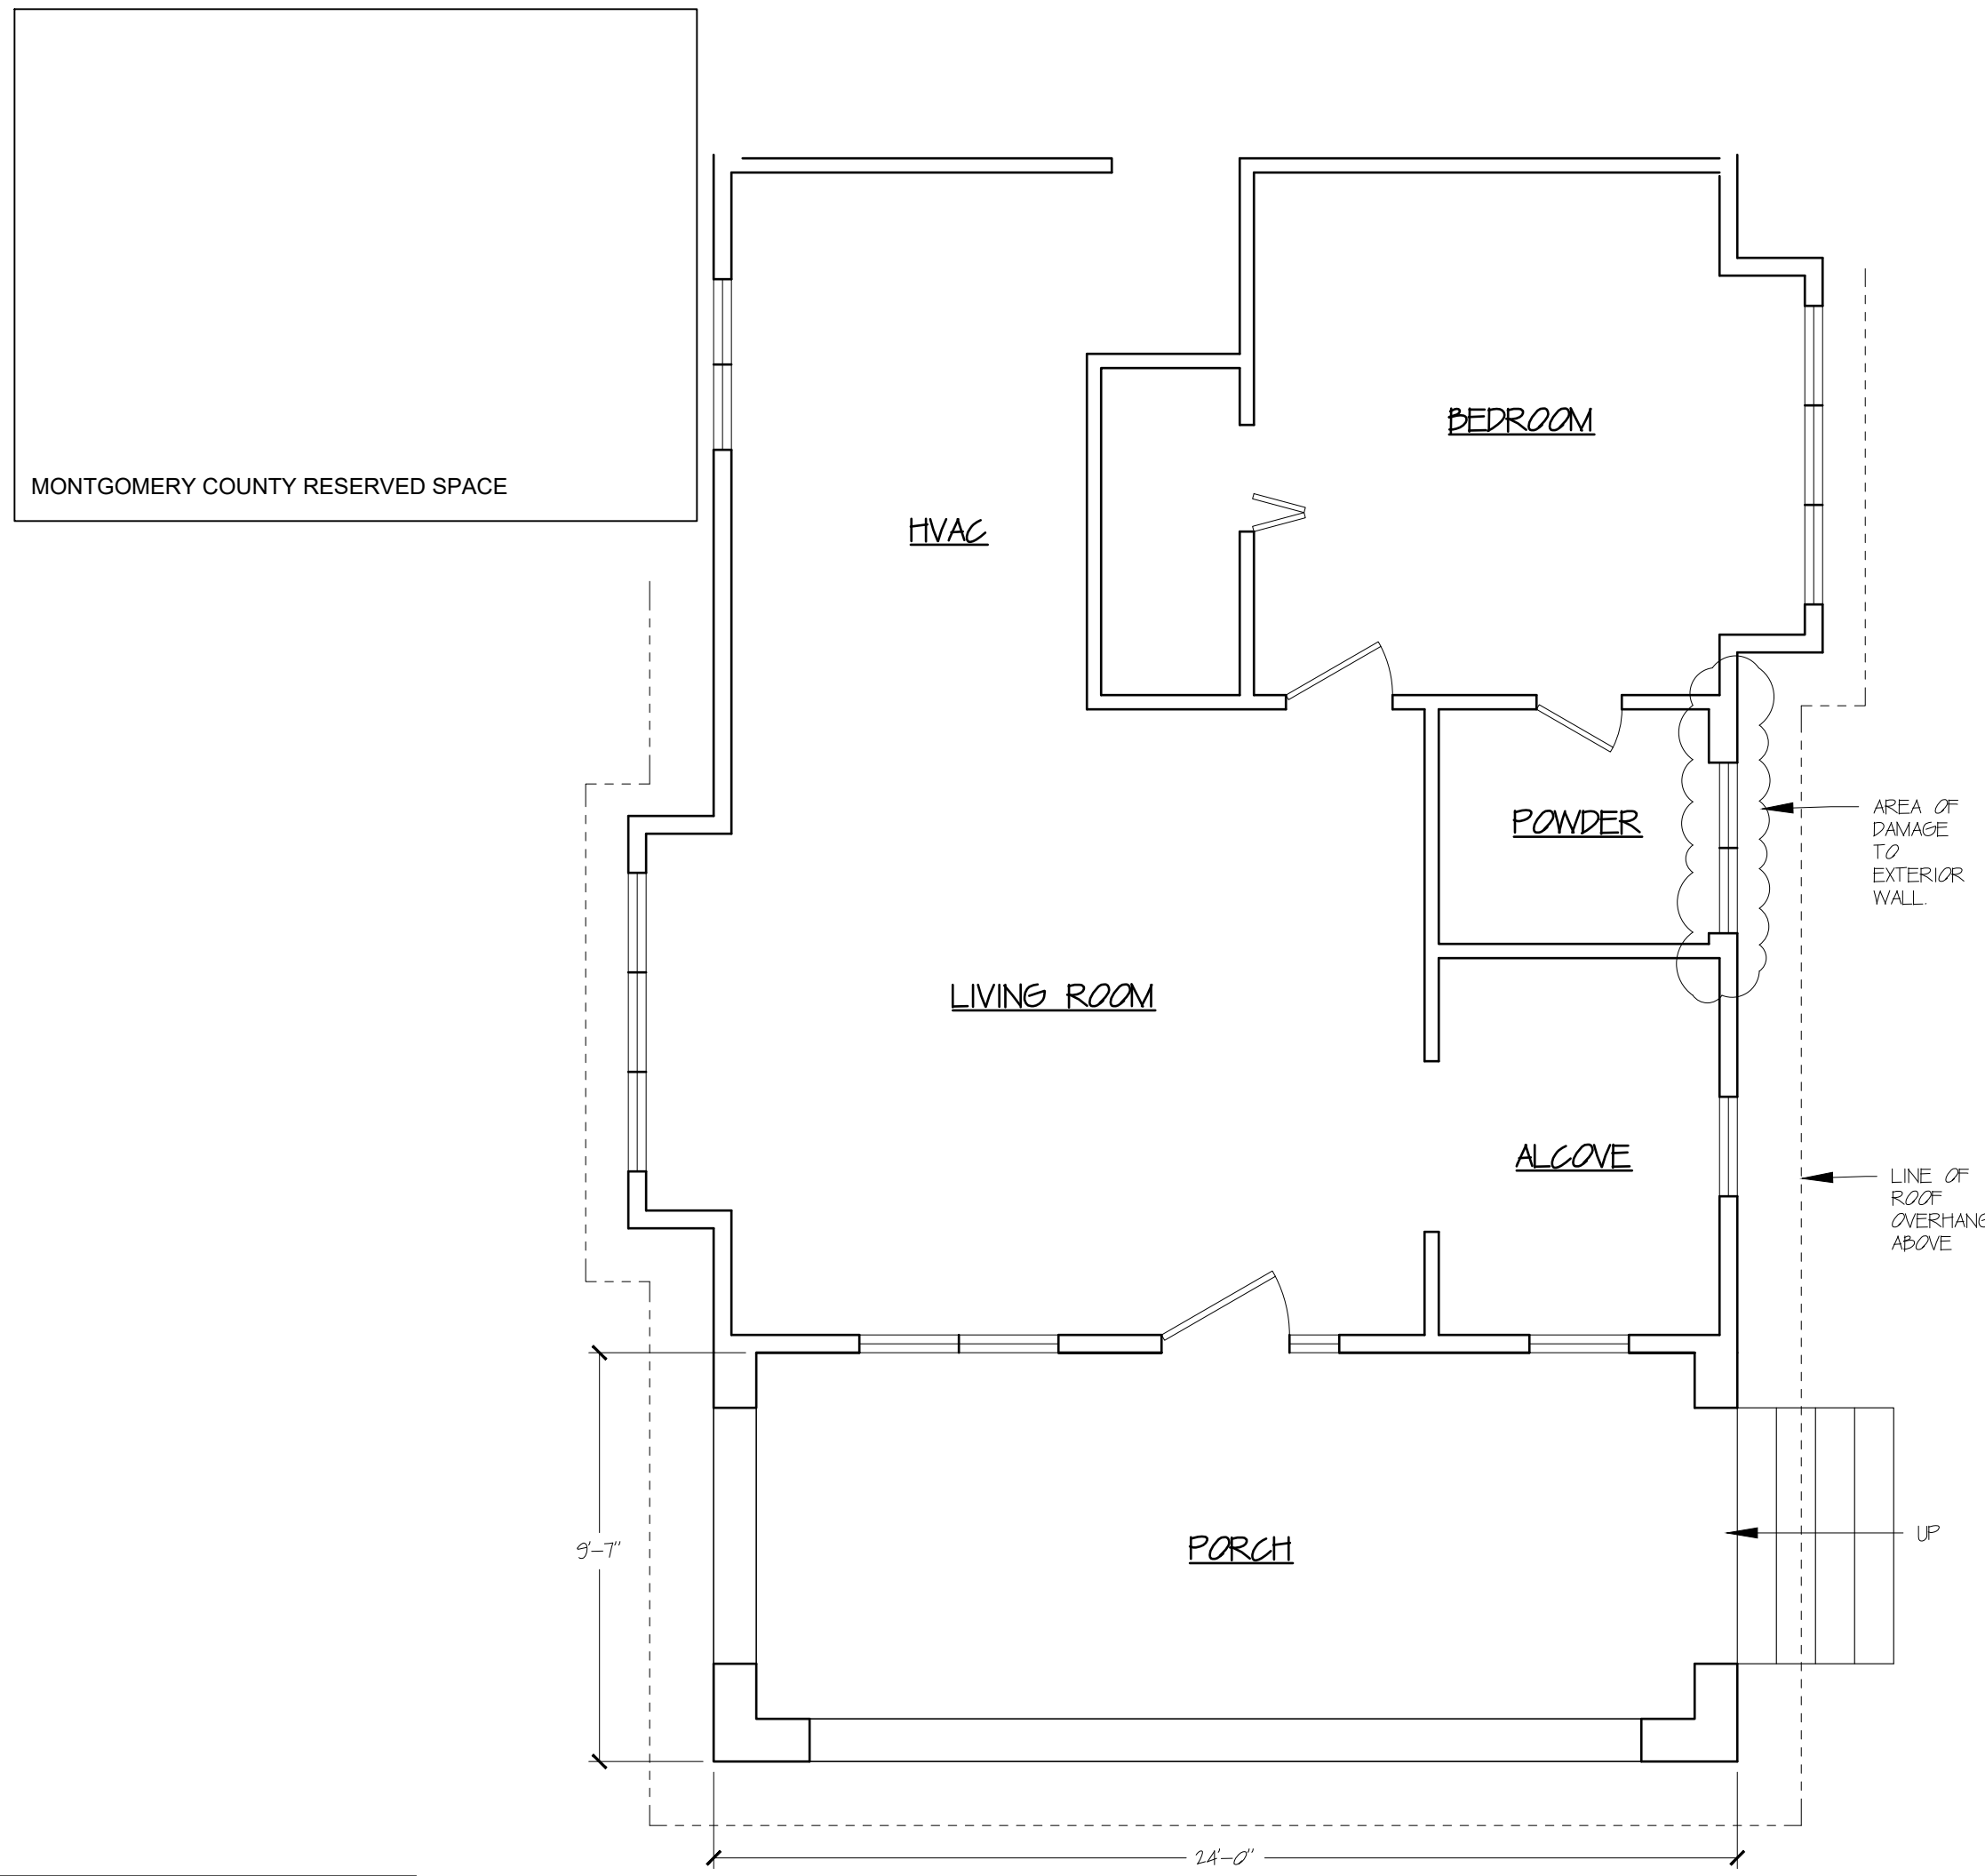 MONTGOMERY COUNTY RESERVED SPACE
BEDROOM
HVAC
POWDER
AREA OF
DAMAGE
TO
EXTERIOR
WALL.
LIVING ROOM
ALCOVE
LINE OF
ROOF
OVERHANG
ABOVE
PORCH
UP
9'-7"
24'-0"